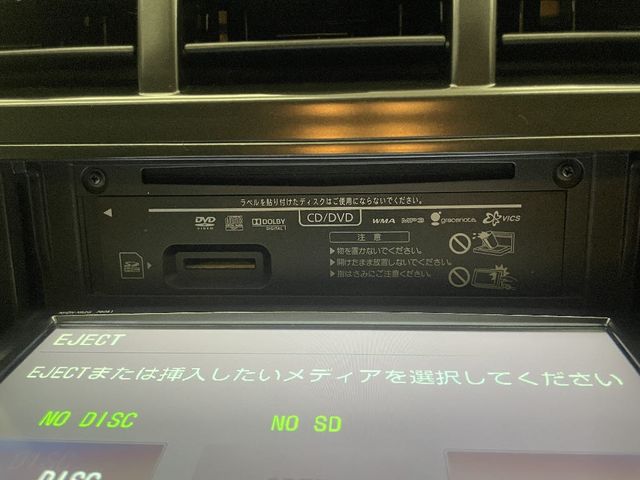 ラベルを貼り付けたディスクはご使用にならないでください。
DVD VIDEO DOLBY DIGITAL CD/DVD WMA MP3 gracenote VICS
注 意
▶物を置かないでください。
▶開けたまま放置しないでください。
▶指はさみにご注意ください。
EJECT
EJECTまたは挿入したいメディアを選択してください
NO DISC
NO SD
DISC